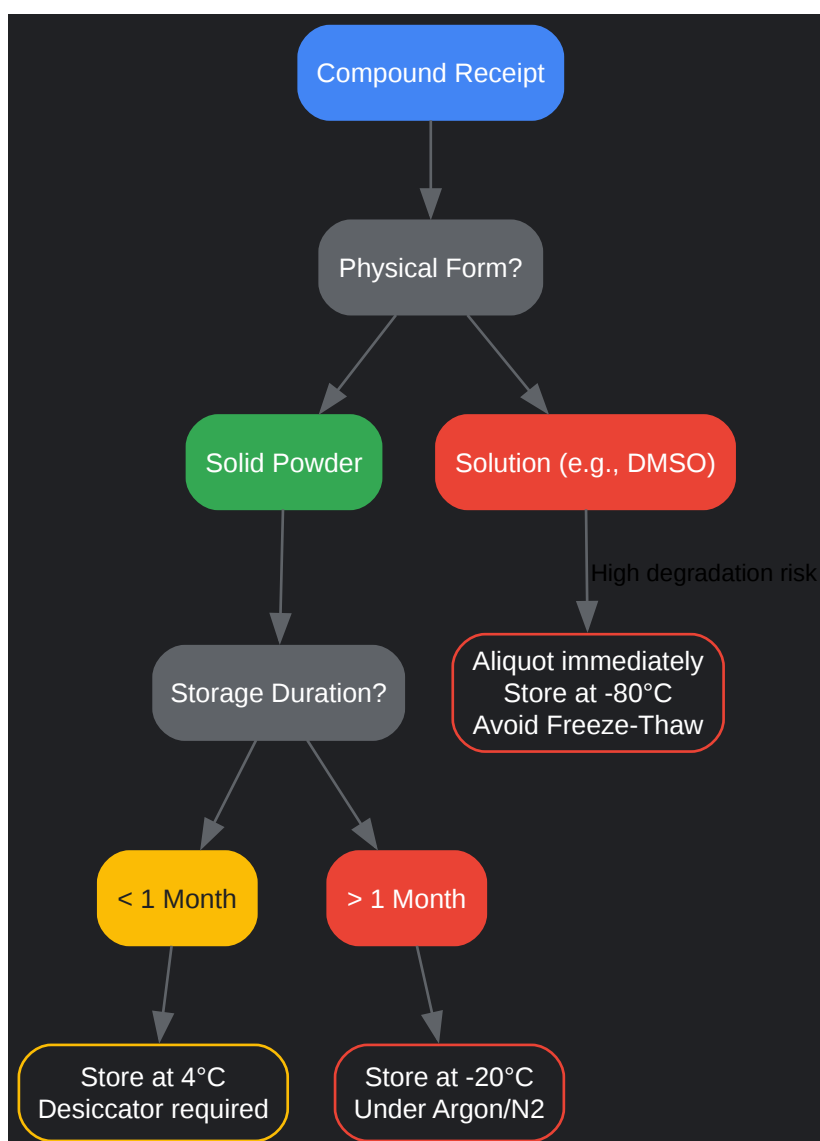 Compound Receipt
Physical Form?
Solid Powder
Solution (e.g., DMSO)
High degradation risk
Storage Duration?
Aliquot immediately
Store at -80°C
Avoid Freeze-Thaw
< 1 Month
> 1 Month
Store at 4°C
Desiccator required
Store at -20°C
Under Argon/N2